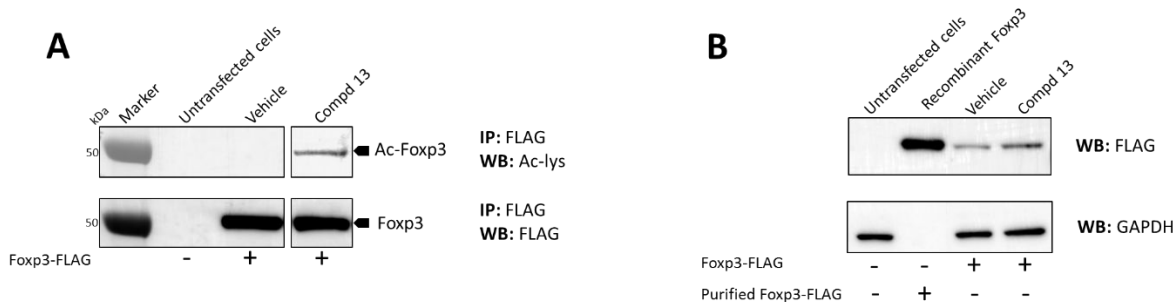 A
kDa
Marker
Untransfected cells
Vehicle
Compd 13
50
Ac-Foxp3
IP: FLAG
WB: Ac-lys
50
Foxp3
IP: FLAG
WB: FLAG
Foxp3-FLAG - + +
B
Untransfected cells
Recombinant Foxp3
Vehicle
Compd 13
WB: FLAG
WB: GAPDH
Foxp3-FLAG - - + +
Purified Foxp3-FLAG - + - -